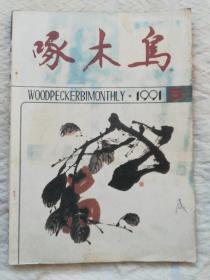 啄木鸟
WOODPECKERBIMONTHLY · 1991 5